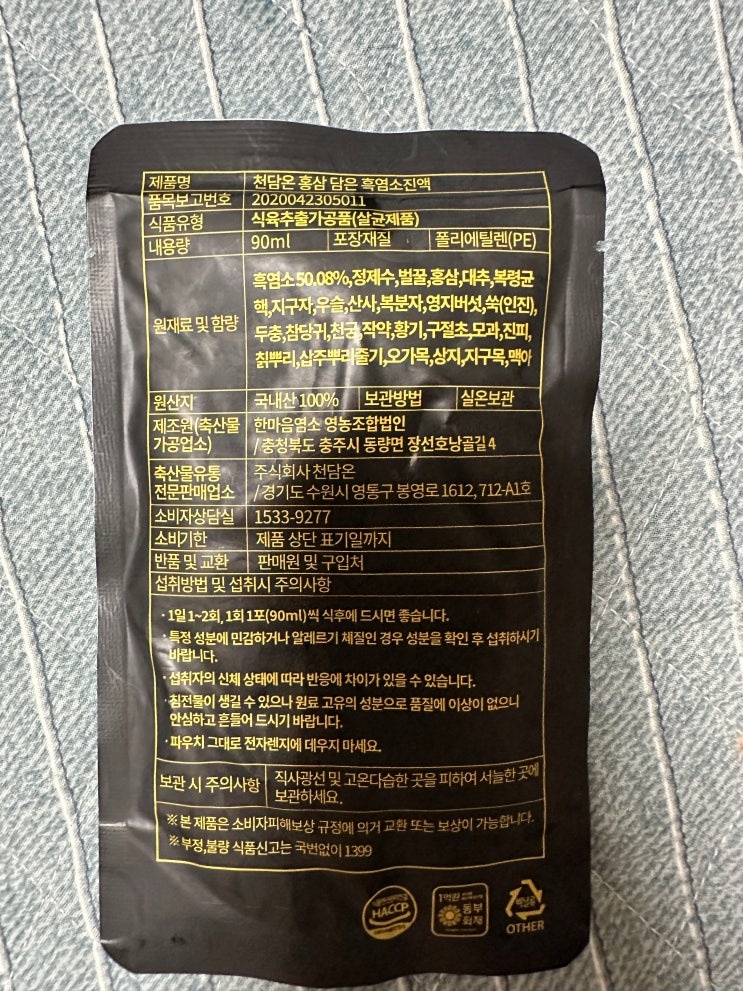 제품명 천담온 홍삼 담은 흑염소진액
품목보고번호 2020042305011
식품유형 식육추출가공품(살균제품)
내용량 90ml 포장재질 폴리에틸렌(PE)
원재료 및 함량
흑염소50.08%,정제수,벌꿀,홍삼,대추,복령균
핵,지구자,우슬,산사,복분자,영지버섯,쑥(인진),
두충,참당귀,천궁,작약,황기,구절초,모과,진피,
칡뿌리,삽주뿌리줄기,오가목,상지,지구목,맥아
원산지 국내산 100% 보관방법 실온보관
제조원(축산물
가공업소)
한마음염소 영농조합법인
/충청북도 충주시 동량면 장선호낭골길 4
축산물유통
전문판매업소
주식회사 천담온
/경기도 수원시 영통구 봉영로 1612, 712-A1호
소비자상담실 1533-9277
소비기한 제품 상단 표기일까지
반품 및 교환 판매원 및 구입처
섭취방법 및 섭취시 주의사항
· 1일 1~2회, 1회 1포(90ml)씩 식후에 드시면 좋습니다.
· 특정 성분에 민감하거나 알레르기 체질인 경우 성분을 확인 후 섭취하시기
바랍니다.
· 섭취자의 신체 상태에 따라 반응에 차이가 있을 수 있습니다.
· 침전물이 생길 수 있으나 원료 고유의 성분으로 품질에 이상이 없으니
안심하고 흔들어 드시기 바랍니다.
· 파우치 그대로 전자렌지에 데우지 마세요.
보관 시 주의사항
직사광선 및 고온다습한 곳을 피하여 서늘한 곳에
보관하세요.
※ 본 제품은 소비자피해보상 규정에 의거 교환 또는 보상이 가능합니다.
※ 부정,불량 식품신고는 국번없이 1399
HACCP
1억원
동부
화재
비닐류
OTHER